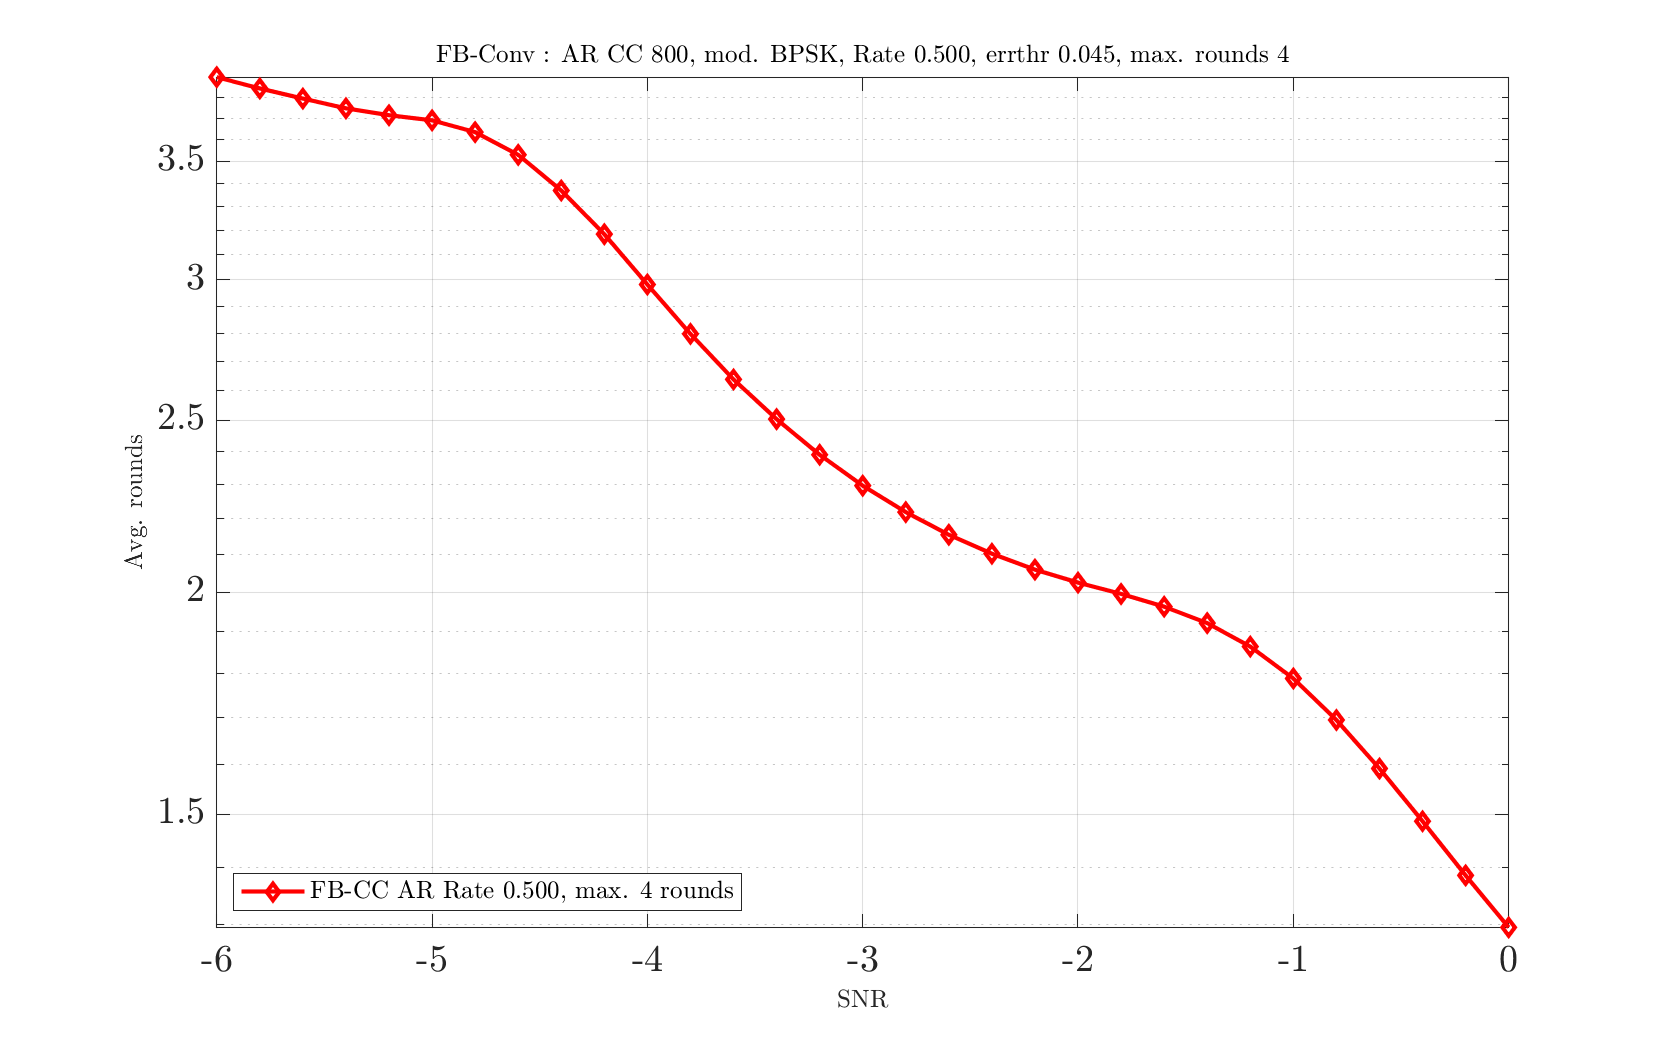 FB-Conv : AR CC 800, mod. BPSK, Rate 0.500, errthr 0.045, max. rounds 4
3.5
3
2.5
2
1.5
Avg. rounds
FB-CC AR Rate 0.500, max. 4 rounds
-6 -5 -4 -3 -2 -1 0
SNR